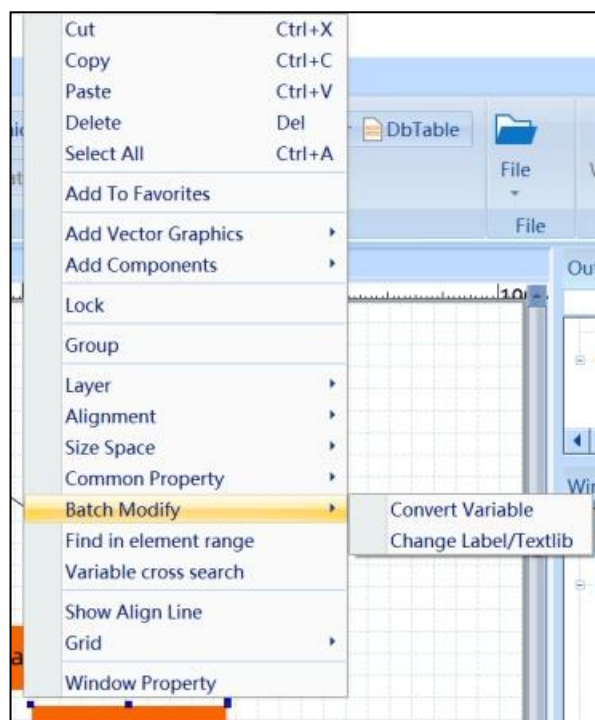 Cut Ctrl+X
Copy Ctrl+C
Paste Ctrl+V
Delete Del
Select All Ctrl+A
Add To Favorites
Add Vector Graphics
Add Components
Lock
Group
Layer
Alignment
Size Space
Common Property
Batch Modify
Find in element range
Variable cross search
Show Align Line
Grid
Window Property
Convert Variable
Change Label/Textlib
DbTable
File
File